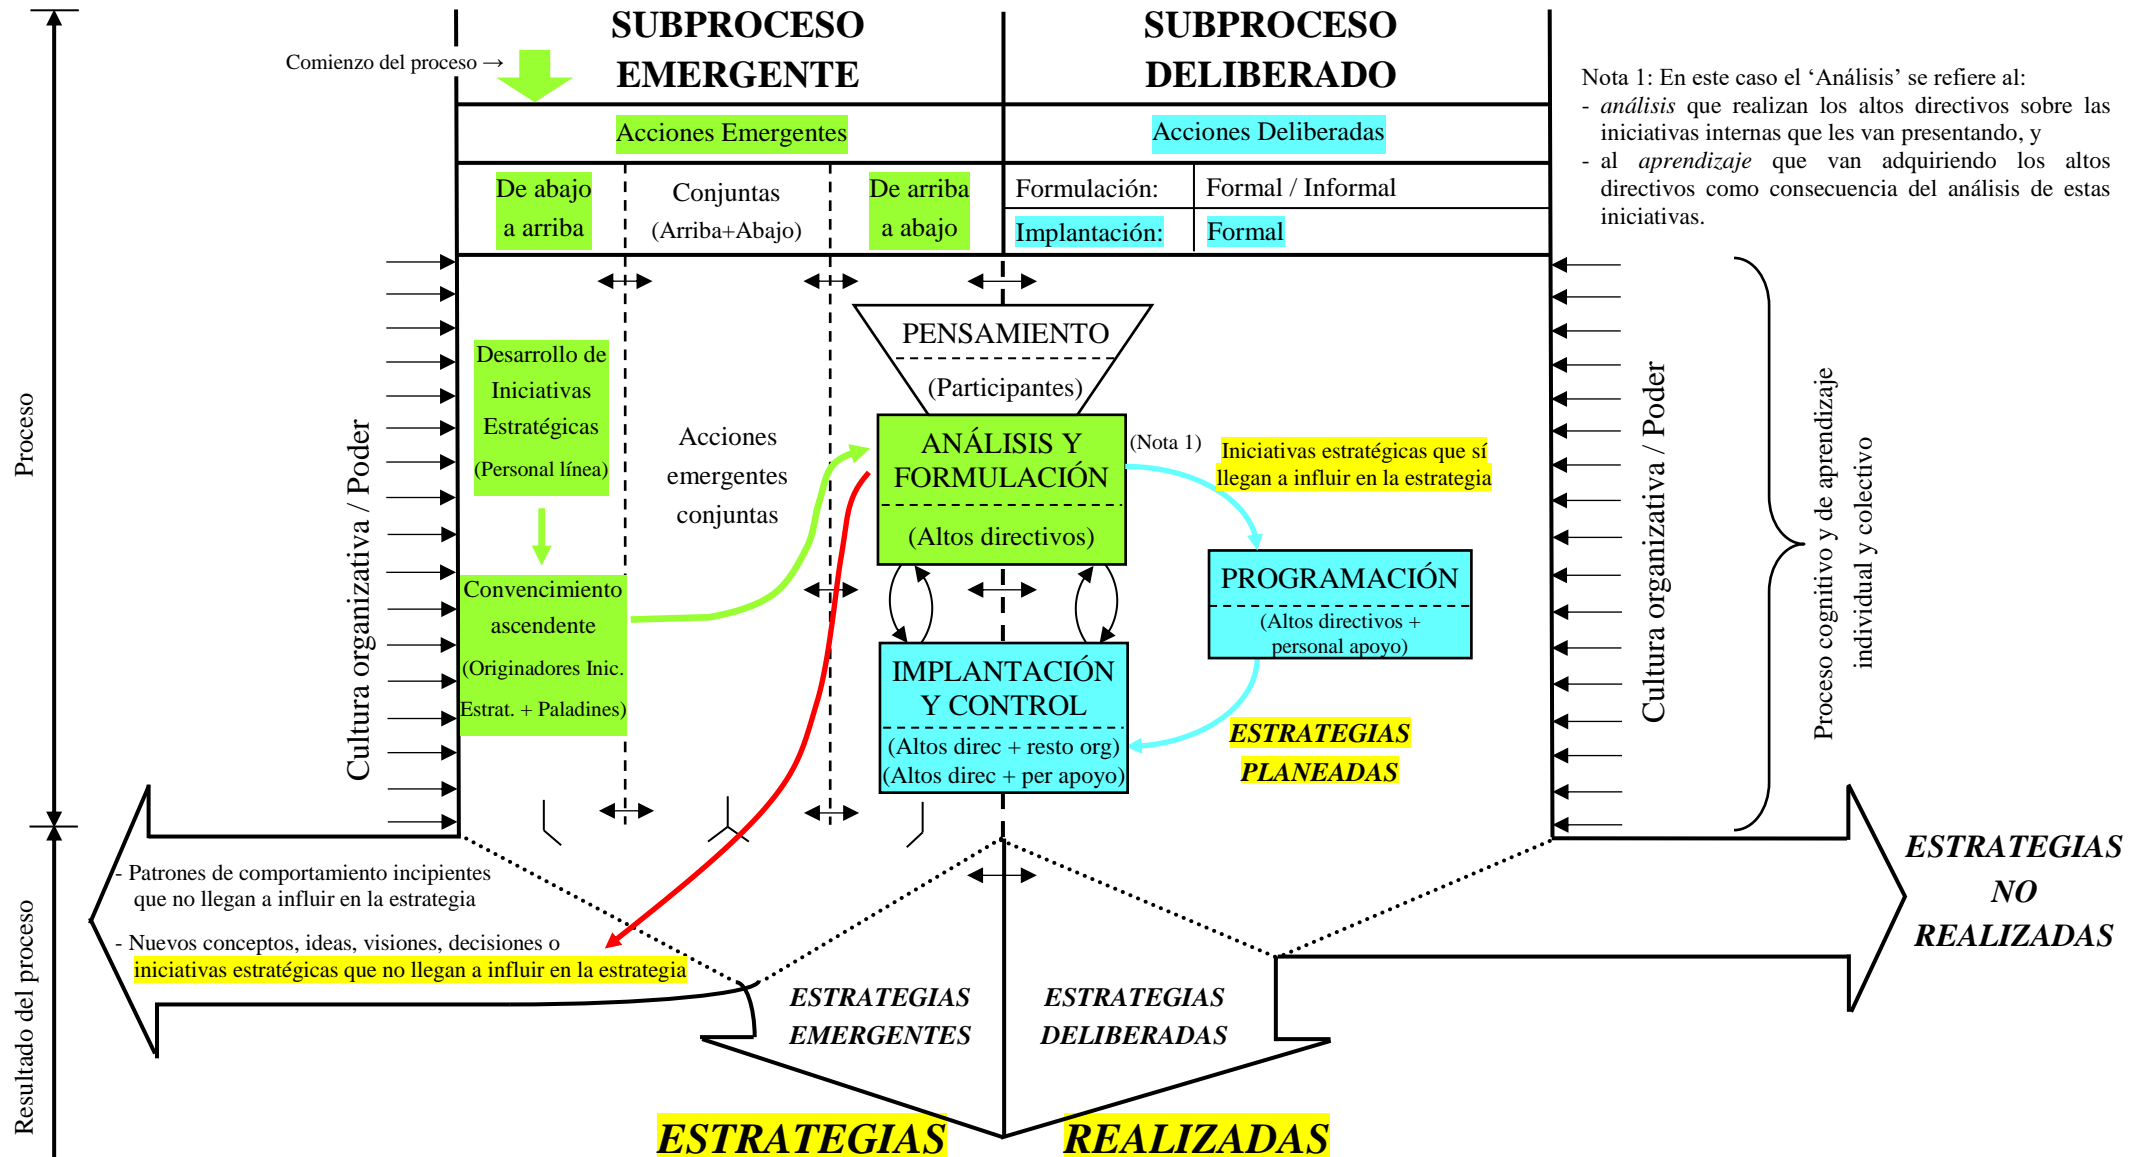 SUBPROCESO
EMERGENTE
SUBPROCESO
DELIBERADO
Comienzo del proceso →
Nota 1: En este caso el ‘Análisis’ se refiere al:
- análisis que realizan los altos directivos sobre las
iniciativas internas que les van presentando, y
- al aprendizaje que van adquiriendo los altos
directivos como consecuencia del análisis de estas
iniciativas.
Acciones Emergentes
Acciones Deliberadas
De abajo
a arriba
Conjuntas
(Arriba+Abajo)
De arriba
a abajo
Formulación:
Formal / Informal
Implantación:
Formal
Proceso
Cultura organizativa / Poder
Desarrollo de
Iniciativas
Estratégicas
(Personal línea)
Convencimiento
ascendente
(Originadores Inic.
Estrat. + Paladines)
Acciones
emergentes
conjuntas
PENSAMIENTO
(Participantes)
ANÁLISIS Y
FORMULACIÓN
(Altos directivos)
(Nota 1)
Iniciativas estratégicas que sí
llegan a influir en la estrategia
PROGRAMACIÓN
(Altos directivos +
personal apoyo)
IMPLANTACIÓN
Y CONTROL
(Altos direc + resto org)
(Altos direc + per apoyo)
ESTRATEGIAS
PLANEADAS
Cultura organizativa / Poder
Proceso cognitivo y de aprendizaje
individual y colectivo
Resultado del proceso
- Patrones de comportamiento incipientes
que no llegan a influir en la estrategia
- Nuevos conceptos, ideas, visiones, decisiones o
iniciativas estratégicas que no llegan a influir en la estrategia
ESTRATEGIAS
EMERGENTES
ESTRATEGIAS
DELIBERADAS
ESTRATEGIAS
NO
REALIZADAS
ESTRATEGIAS REALIZADAS